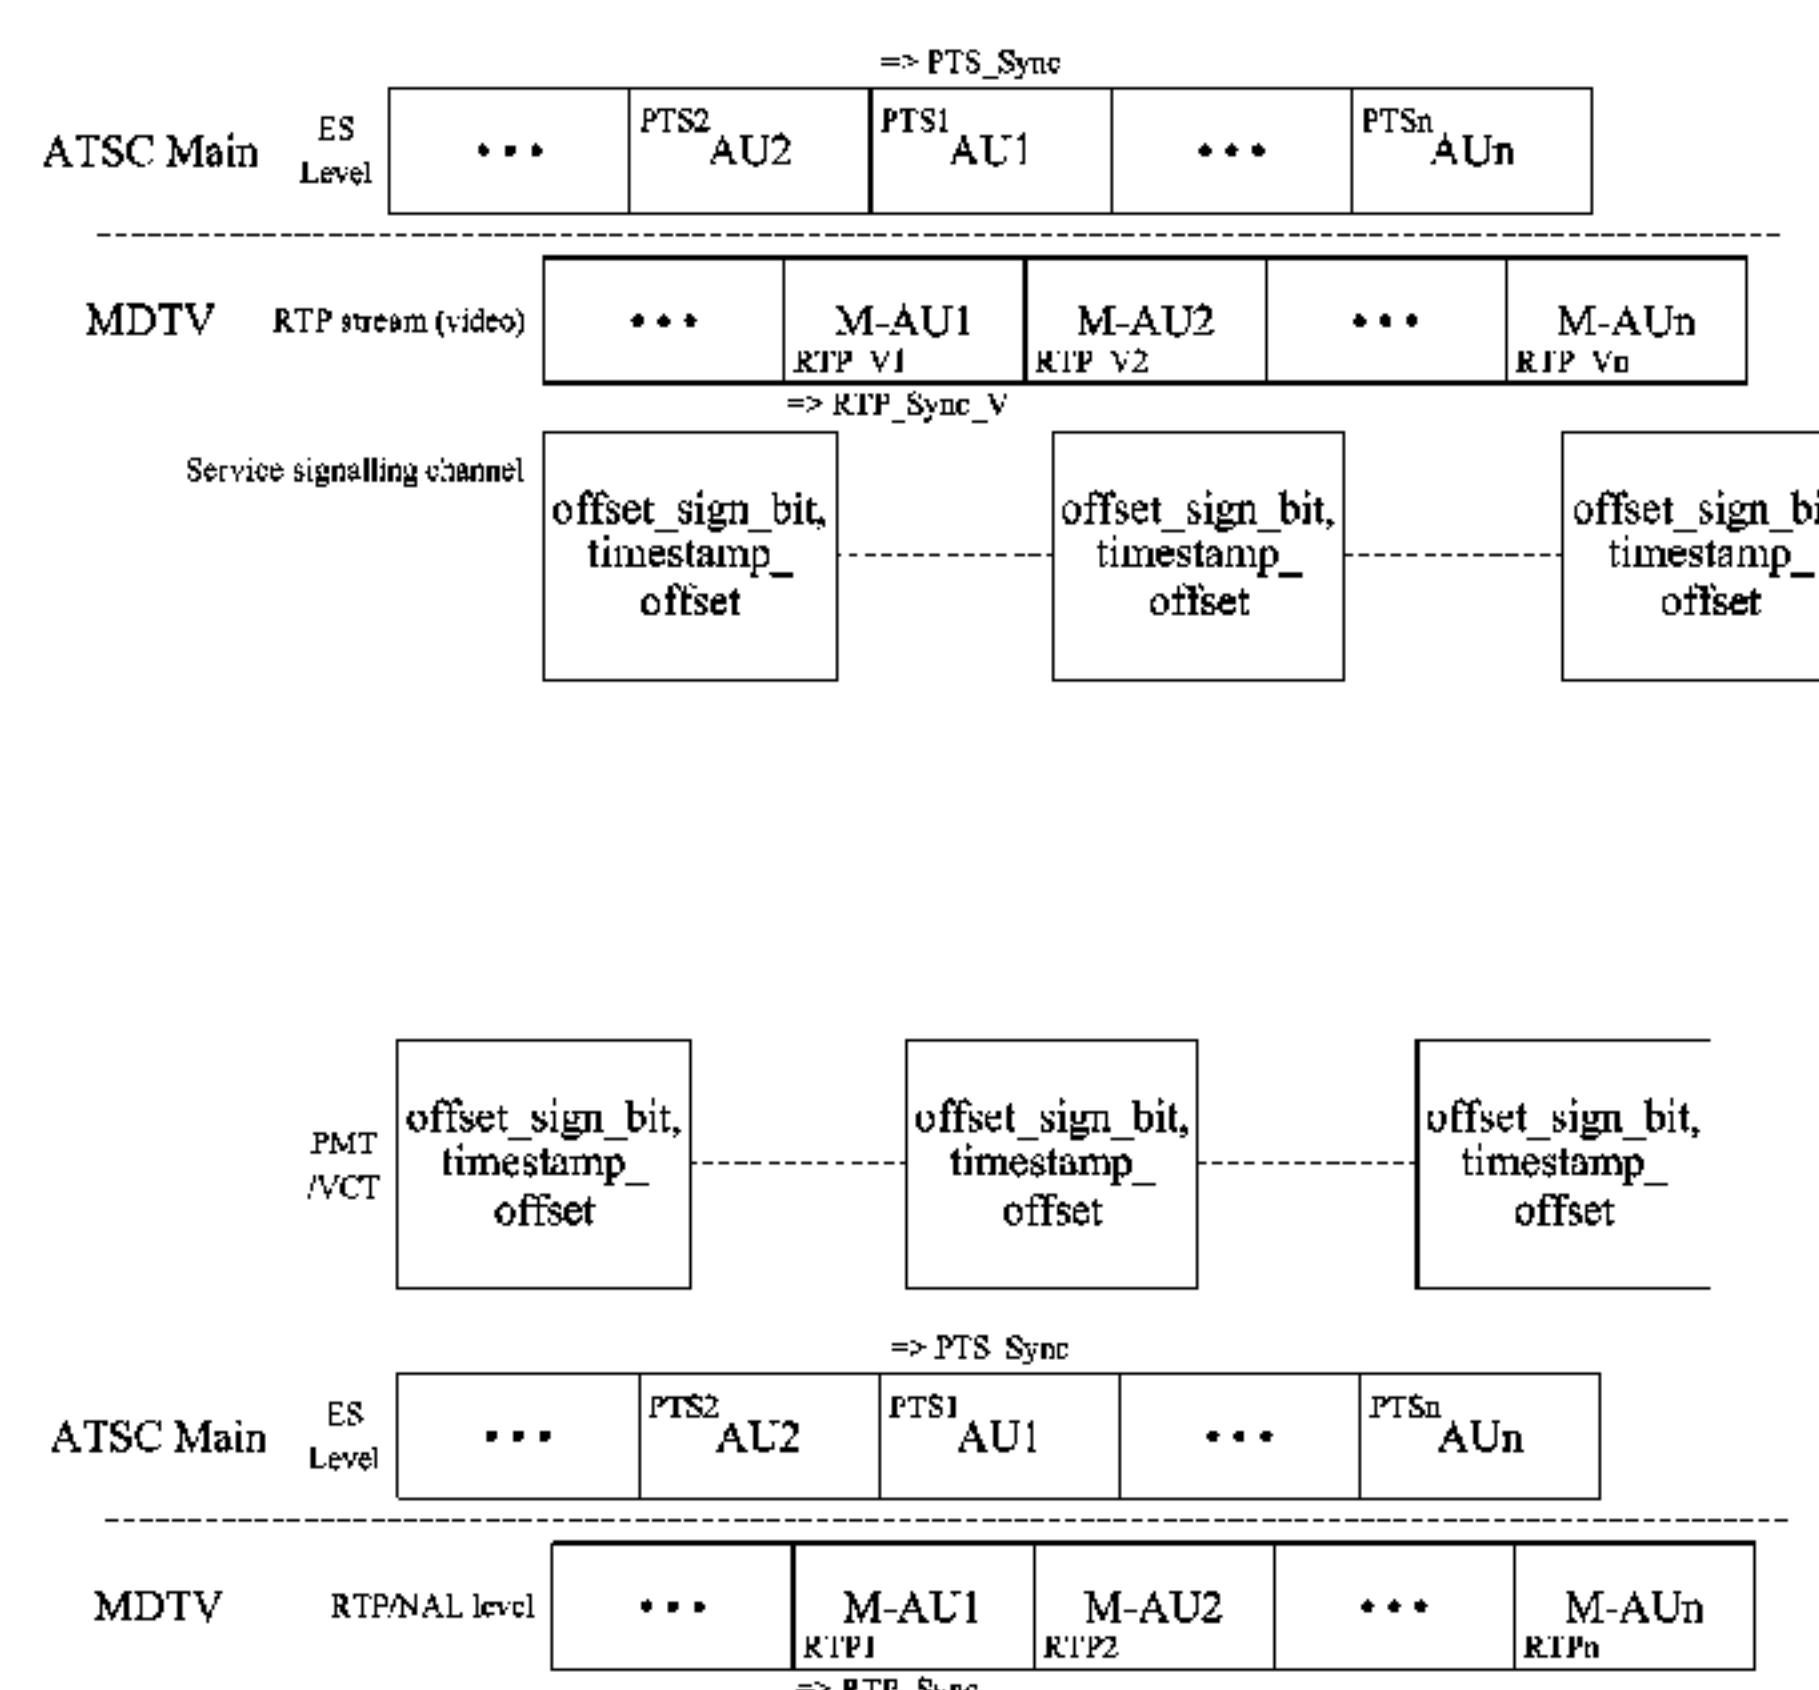 => PTS_Sync
ATSC Main
ES
Level
•••
PTS2
AU2
PTS1
AU1
•••
PTSn
AUn
MDTV
RTP stream (video)
•••
M-AU1
RTP_V1
M-AU2
RTP_V2
•••
M-AUn
RTP_Vn
=> RTP_Sync_V
Service signalling channel
offset_sign_bit,
timestamp_
offset
offset_sign_bit,
timestamp_
offset
offset_sign_bi
timestamp_
offset
PMT
/VCT
offset_sign_bit,
timestamp_
offset
offset_sign_bit,
timestamp_
offset
offset_sign_bit,
timestamp_
offset
=> PTS_Sync
ATSC Main
ES
Level
•••
PTS2
AU2
PTS1
AU1
•••
PTSn
AUn
MDTV
RTP/NAL level
•••
M-AU1
RTP1
M-AU2
RTP2
•••
M-AUn
RTPn
=> RTP_Sync